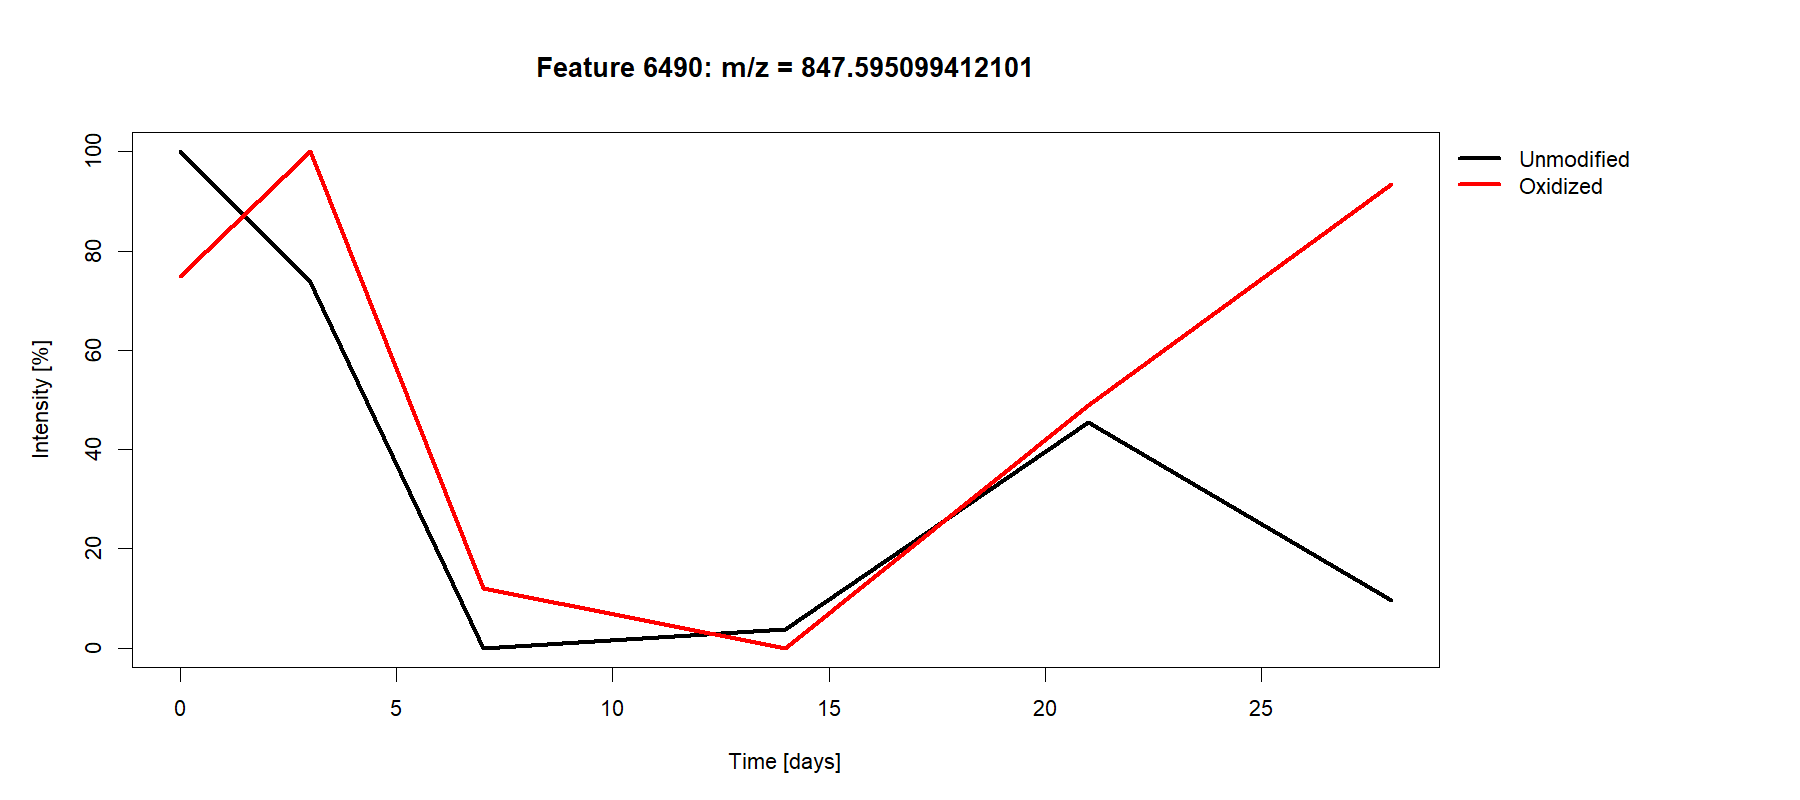 Feature 6490: m/z = 847.595099412101
Unmodified
Oxidized
100
80
60
40
20
0
Intensity [%]
0 5 10 15 20 25
Time [days]